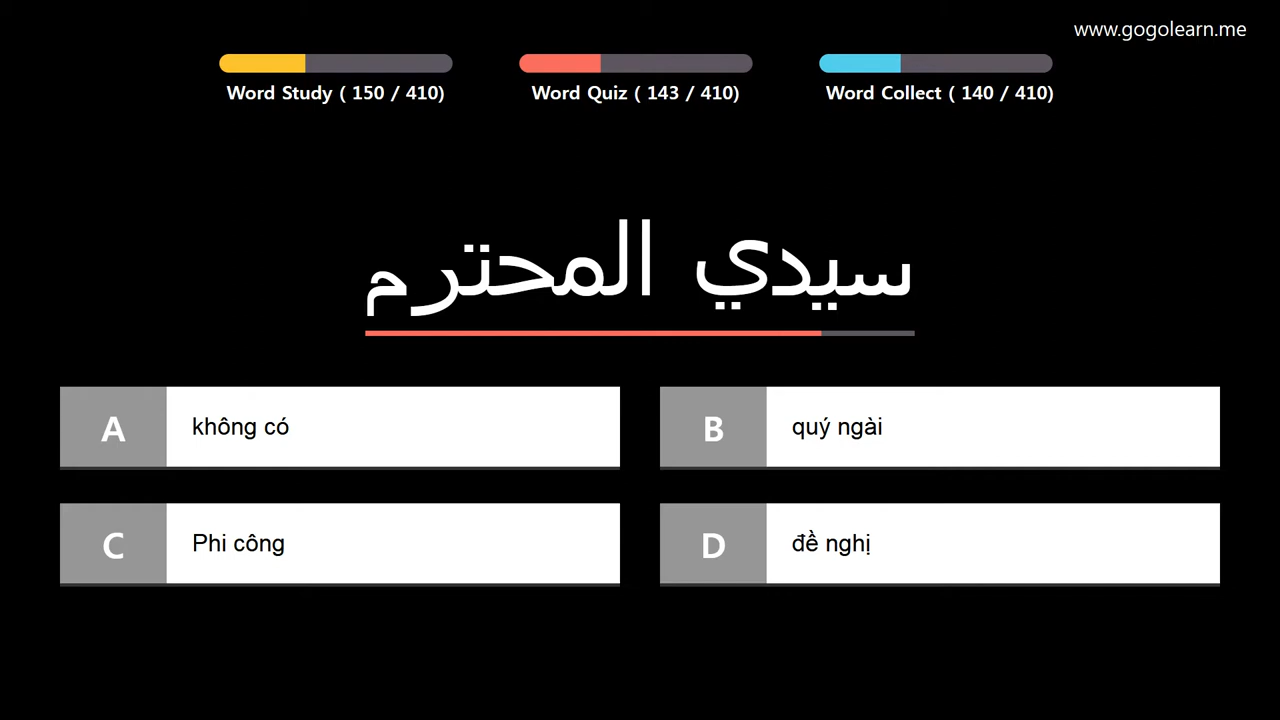 www.gogolearn.me
Word Study ( 150 / 410)
Word Quiz ( 143 / 410)
Word Collect ( 140 / 410)
سيدي المحترم
A
không có
B
quý ngài
C
Phi công
D
đề nghị